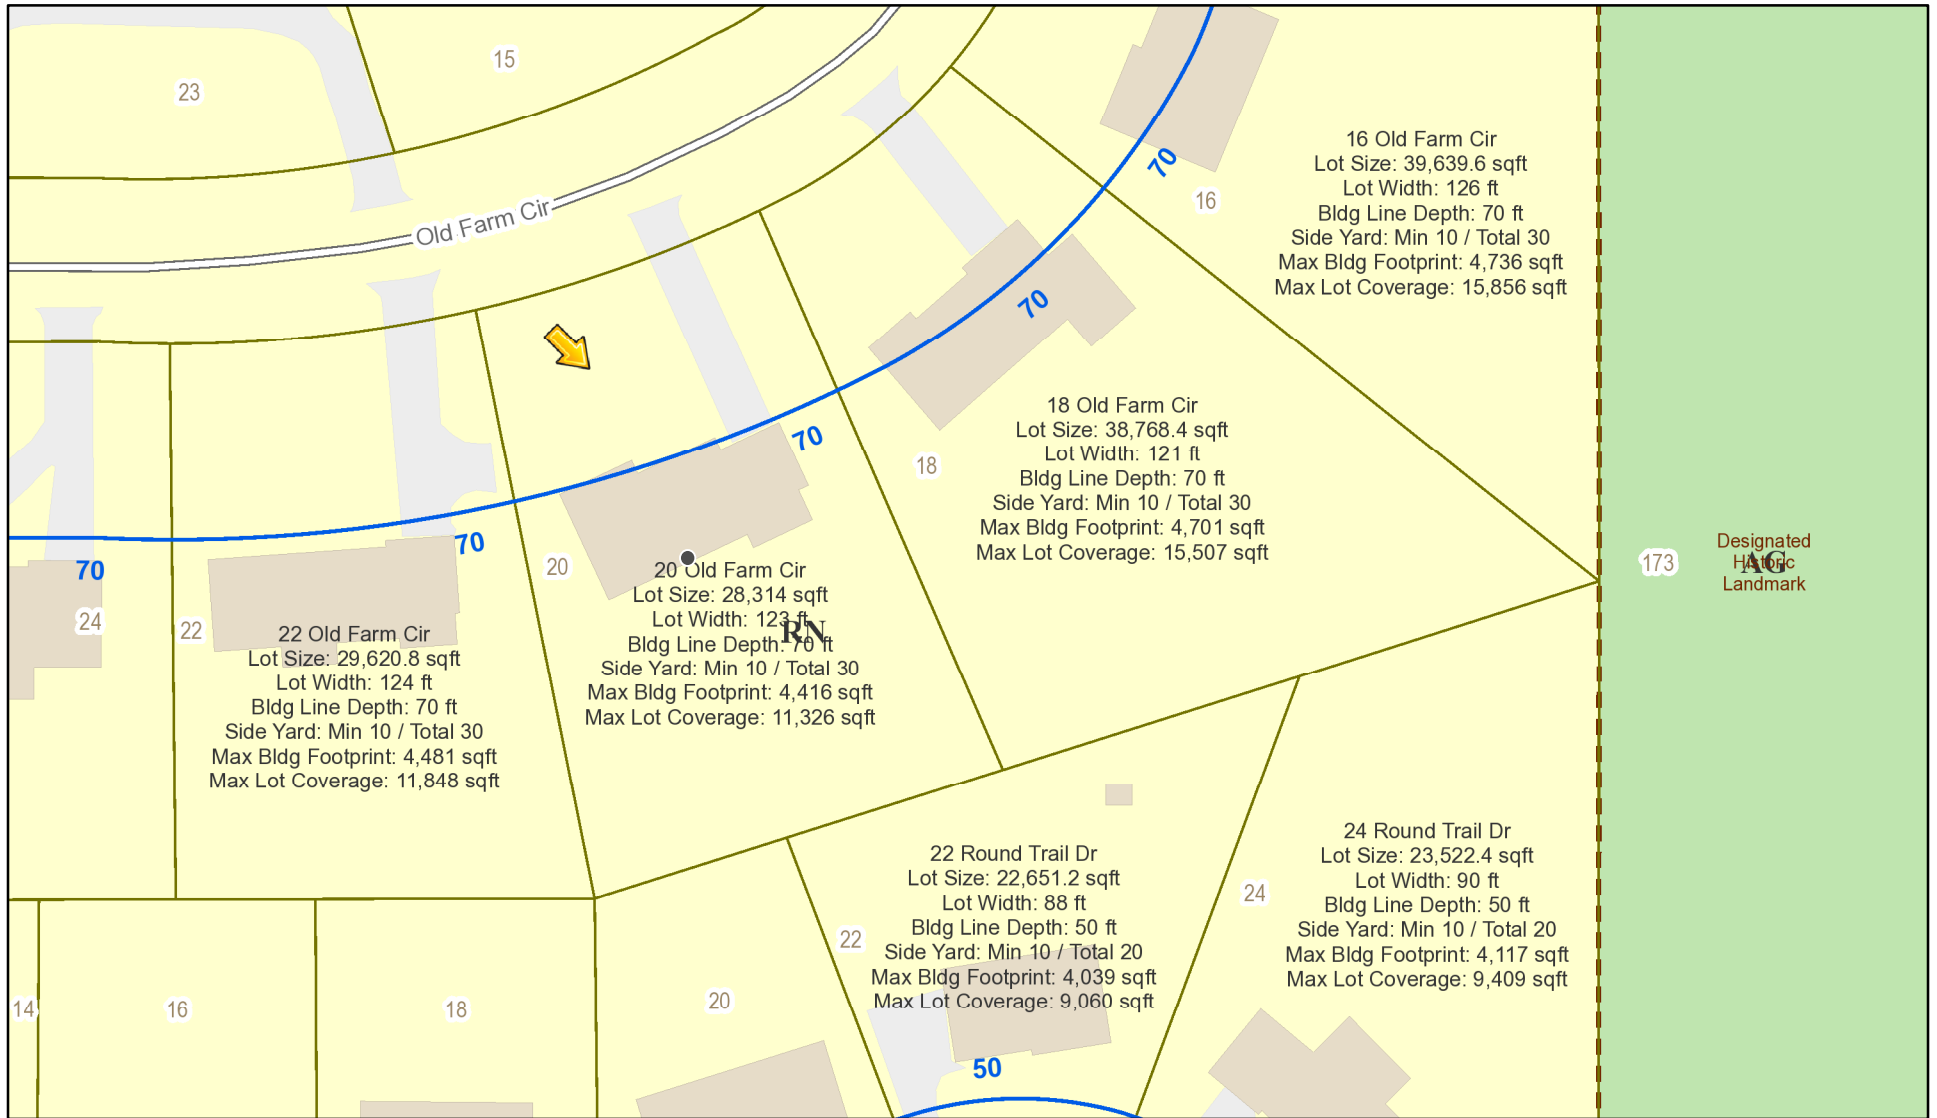 15
23
Old Farm Cir
70
16
16 Old Farm Cir
Lot Size: 39,639.6 sqft
Lot Width: 126 ft
Bldg Line Depth: 70 ft
Side Yard: Min 10 / Total 30
Max Bldg Footprint: 4,736 sqft
Max Lot Coverage: 15,856 sqft
70
18 Old Farm Cir
Lot Size: 38,768.4 sqft
Lot Width: 121 ft
Bldg Line Depth: 70 ft
Side Yard: Min 10 / Total 30
Max Bldg Footprint: 4,701 sqft
Max Lot Coverage: 15,507 sqft
18
70
70
70
20
20 Old Farm Cir
Lot Size: 28,314 sqft
Lot Width: 123 ft
Bldg Line Depth: 70 ft
Side Yard: Min 10 / Total 30
Max Bldg Footprint: 4,416 sqft
Max Lot Coverage: 11,326 sqft
RN
24
22
22 Old Farm Cir
Lot Size: 29,620.8 sqft
Lot Width: 124 ft
Bldg Line Depth: 70 ft
Side Yard: Min 10 / Total 30
Max Bldg Footprint: 4,481 sqft
Max Lot Coverage: 11,848 sqft
173
Designated
Historic
Landmark
AG
22 Round Trail Dr
Lot Size: 22,651.2 sqft
Lot Width: 88 ft
Bldg Line Depth: 50 ft
Side Yard: Min 10 / Total 20
Max Bldg Footprint: 4,039 sqft
Max Lot Coverage: 9,060 sqft
22
24
24 Round Trail Dr
Lot Size: 23,522.4 sqft
Lot Width: 90 ft
Bldg Line Depth: 50 ft
Side Yard: Min 10 / Total 20
Max Bldg Footprint: 4,117 sqft
Max Lot Coverage: 9,409 sqft
14
16
18
20
50